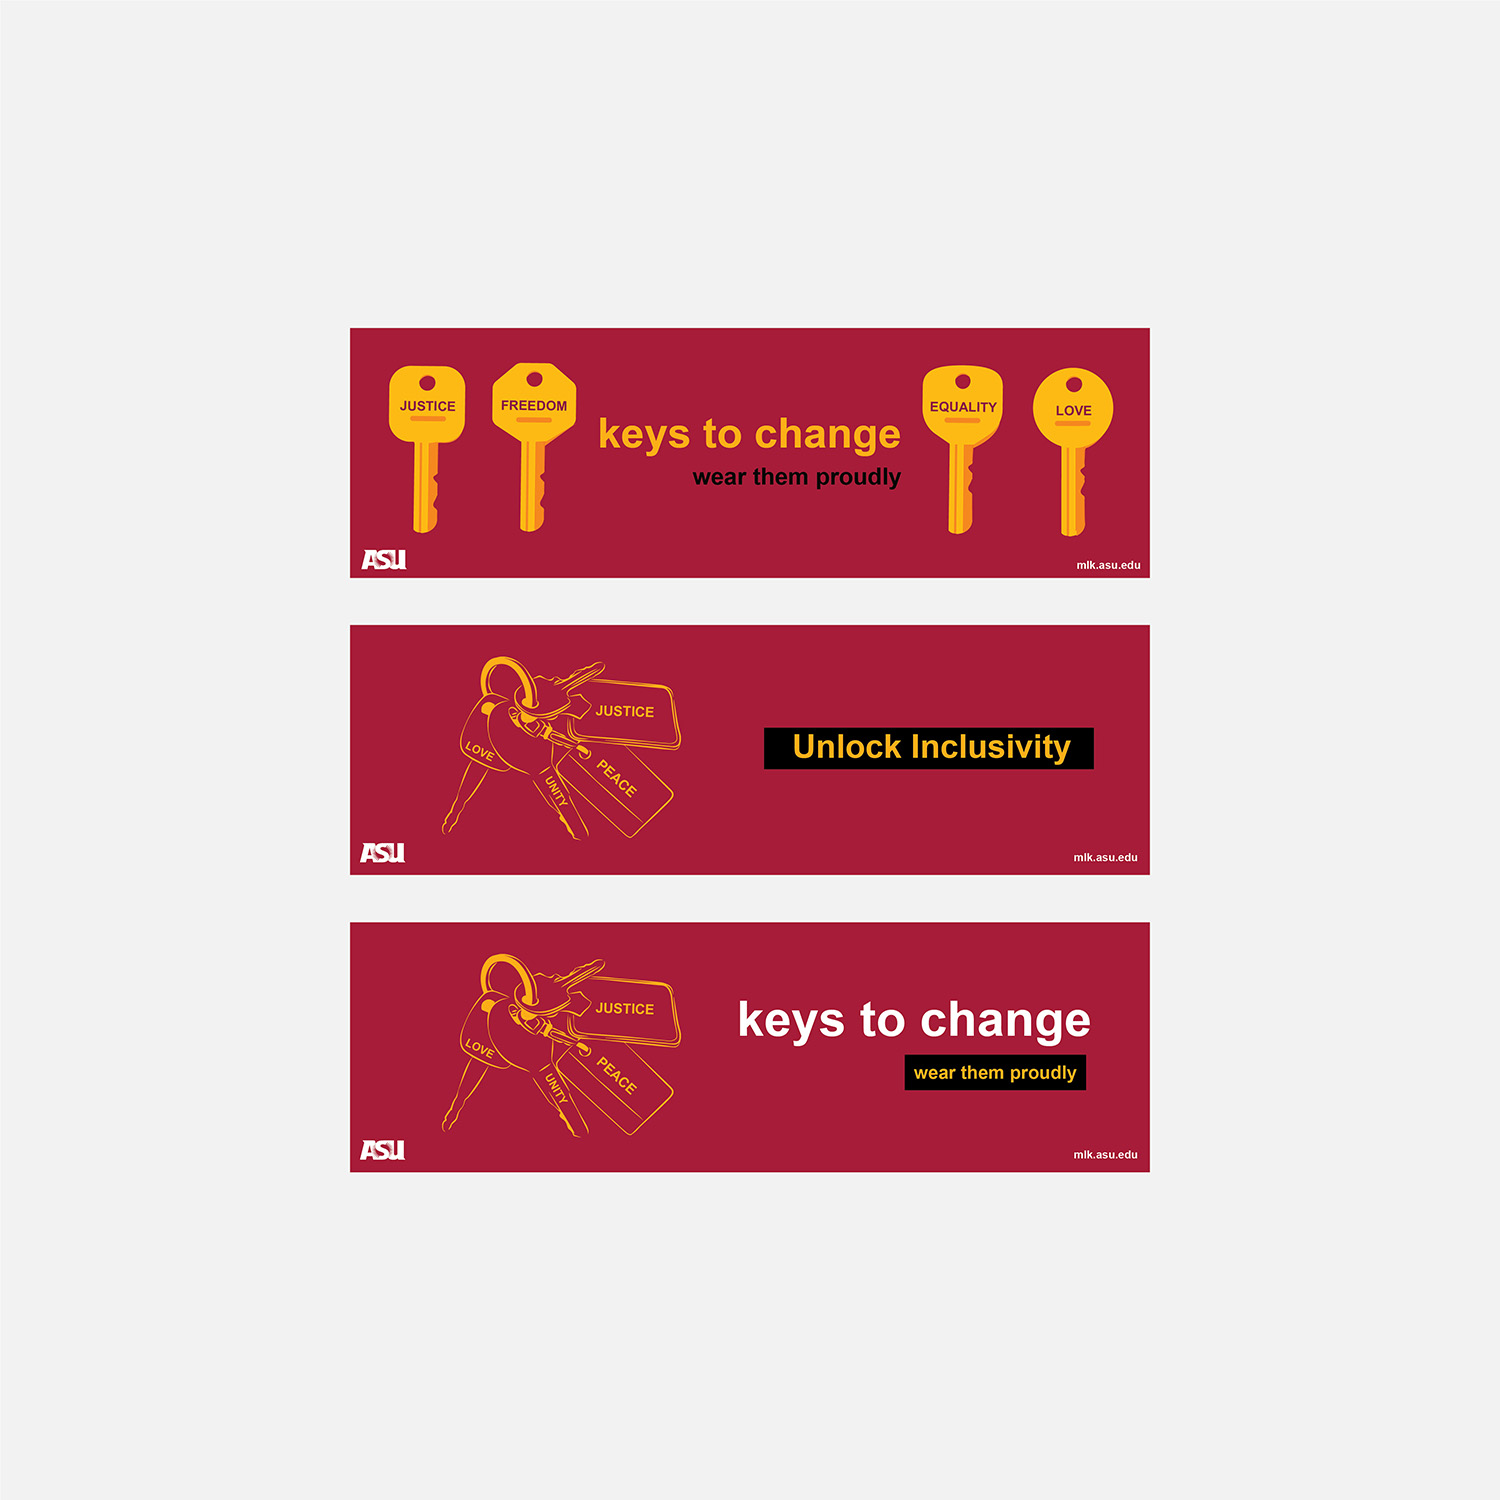 JUSTICE
FREEDOM
EQUALITY
LOVE
keys to change
wear them proudly
ASU
mlk.asu.edu
JUSTICE
LOVE
PEACE
UNITY
Unlock Inclusivity
ASU
mlk.asu.edu
JUSTICE
LOVE
PEACE
UNITY
keys to change
wear them proudly
ASU
mlk.asu.edu